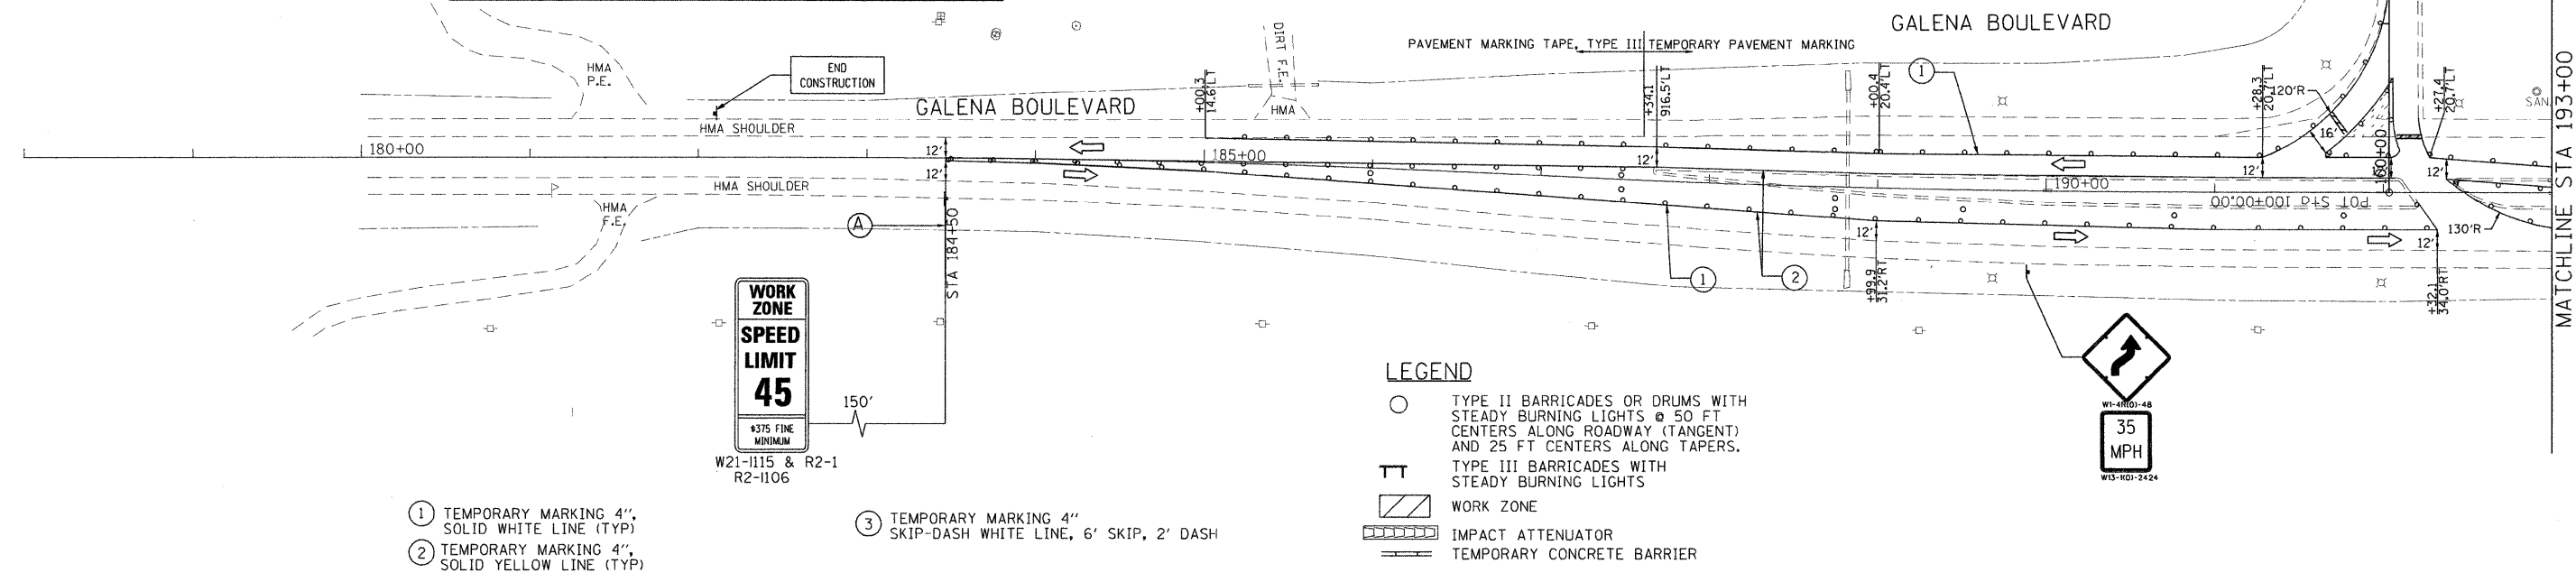 GALENA BOULEVARD
PAVEMENT MARKING TAPE, TYPE III TEMPORARY PAVEMENT MARKING
DIRT F.E.
HMA
P.E.
END
CONSTRUCTION
GALENA BOULEVARD
HMA
HMA SHOULDER
+00.3
14.6'LT
+34.1
916.5'LT
+00.4
20.4'LT
1
+28.3
20.7'LT
120'R
16'
+27.4
20.7'LT
SAN.
MATCHLINE STA 193+00
180+00
12'
185+00
12'
12'
12'
12'
190+00
HMA SHOULDER
HMA
F.E.
A
STA 184+50
POT Sta 100+00.00
12'
12'
130'R
1
2
+99.9
31.2'RT
+32.1
34.0'RT
WORK
ZONE
SPEED
LIMIT
45
$375 FINE
MINIMUM
150'
W21-I115 & R2-1
R2-I106
W1-4R(O)-48
35
MPH
W13-1(O)-2424
LEGEND
TYPE II BARRICADES OR DRUMS WITH
STEADY BURNING LIGHTS @ 50 FT
CENTERS ALONG ROADWAY (TANGENT)
AND 25 FT CENTERS ALONG TAPERS.
TYPE III BARRICADES WITH
STEADY BURNING LIGHTS
WORK ZONE
IMPACT ATTENUATOR
TEMPORARY CONCRETE BARRIER
1 TEMPORARY MARKING 4",
SOLID WHITE LINE (TYP)
2 TEMPORARY MARKING 4",
SOLID YELLOW LINE (TYP)
3 TEMPORARY MARKING 4"
SKIP-DASH WHITE LINE, 6' SKIP, 2' DASH